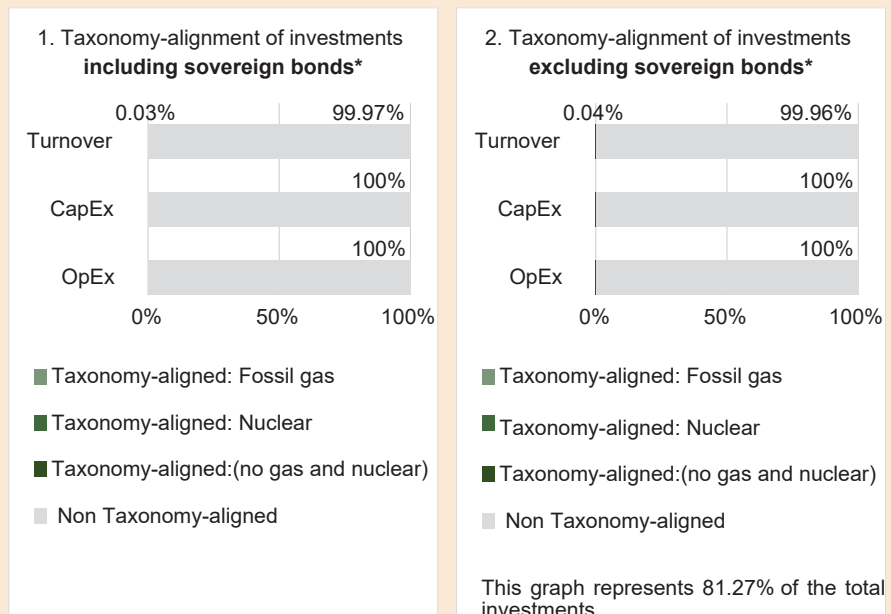 1. Taxonomy-alignment of investments
including sovereign bonds*
0.03% 99.97%
Turnover
100%
CapEx
100%
OpEx
0% 50% 100%
Taxonomy-aligned: Fossil gas
Taxonomy-aligned: Nuclear
Taxonomy-aligned:(no gas and nuclear)
Non Taxonomy-aligned
2. Taxonomy-alignment of investments
excluding sovereign bonds*
0.04% 99.96%
Turnover
100%
CapEx
100%
OpEx
0% 50% 100%
Taxonomy-aligned: Fossil gas
Taxonomy-aligned: Nuclear
Taxonomy-aligned:(no gas and nuclear)
Non Taxonomy-aligned
This graph represents 81.27% of the total
investments